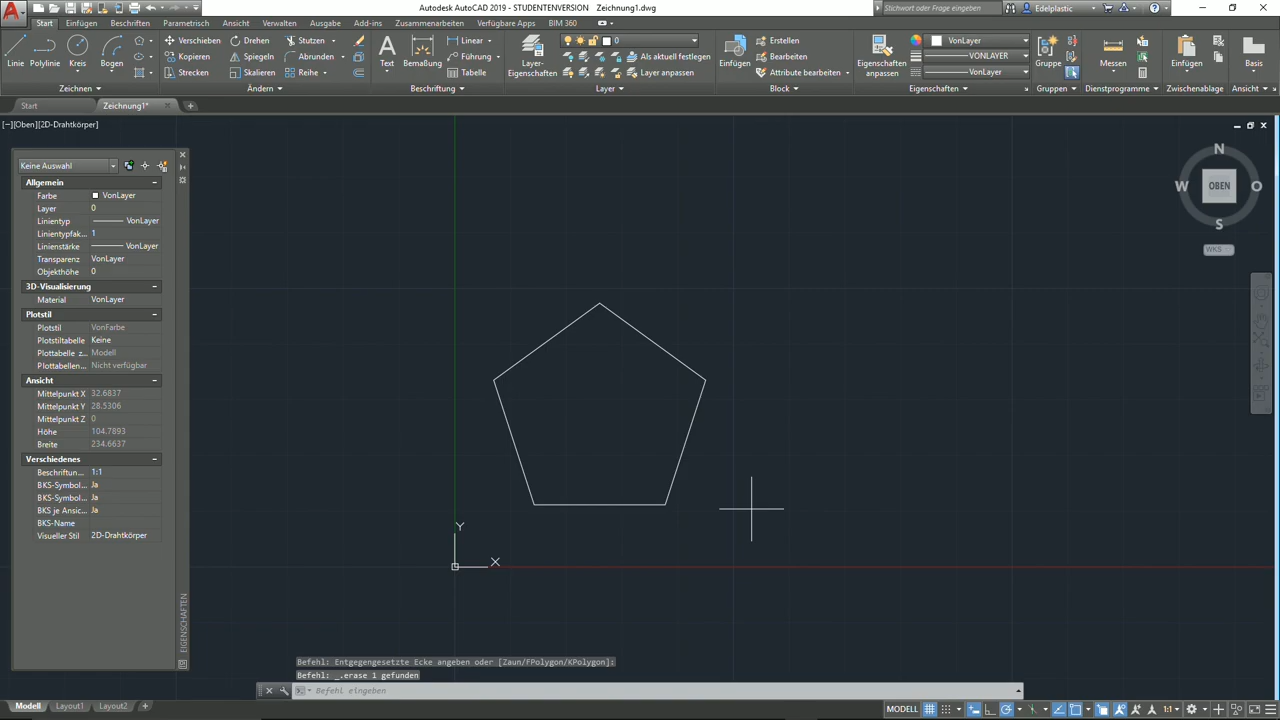 Autodesk AutoCAD 2019 - STUDENTENVERSION Zeichnung1.dwg
Stichwort oder Frage eingeben
Edelplastic
Start Einfügen Beschriften Parametrisch Ansicht Verwalten Ausgabe Add-ins Zusammenarbeiten Verfügbare Apps BIM 360
Linie Polylinie Kreis Bogen
Verschieben Drehen Stutzen
Kopieren Spiegeln Abrunden
Strecken Skalieren Reihe
Text Bemaßung
Linear
Führung
Tabelle
Layer-
Eigenschaften
0
Als aktuell festlegen
Layer anpassen
Einfügen
Erstellen
Bearbeiten
Attribute bearbeiten
Eigenschaften
anpassen
VonLayer
VONLAYER
VonLayer
Gruppe
Messen
Einfügen
Basis
Zeichnen Ändern Beschriftung Layer Block Eigenschaften Gruppen Dienstprogramme Zwischenablage Ansicht
Start Zeichnung1*
[−][Oben][2D-Drahtkörper]
Keine Auswahl
Allgemein
Farbe VonLayer
Layer 0
Linientyp VonLayer
Linientypfak... 1
Linienstärke VonLayer
Transparenz VonLayer
Objekthöhe 0
3D-Visualisierung
Material VonLayer
Plotstil
Plotstil VonFarbe
Plotstiltabelle Keine
Plottabelle z... Modell
Plottabellen... Nicht verfügbar
Ansicht
Mittelpunkt X 32.6837
Mittelpunkt Y 28.5306
Mittelpunkt Z 0
Höhe 104.7893
Breite 234.6637
Verschiedenes
Beschriftun... 1:1
BKS-Symbol... Ja
BKS-Symbol... Ja
BKS je Ansic... Ja
BKS-Name
Visueller Stil 2D-Drahtkörper
EIGENSCHAFTEN
N
W OBEN O
S
WKS
Y
X
Befehl: Entgegengesetzte Ecke angeben oder [Zaun/FPolygon/KPolygon]:
Befehl: _.erase 1 gefunden
Befehl eingeben
Modell Layout1 Layout2 +
MODELL 1:1